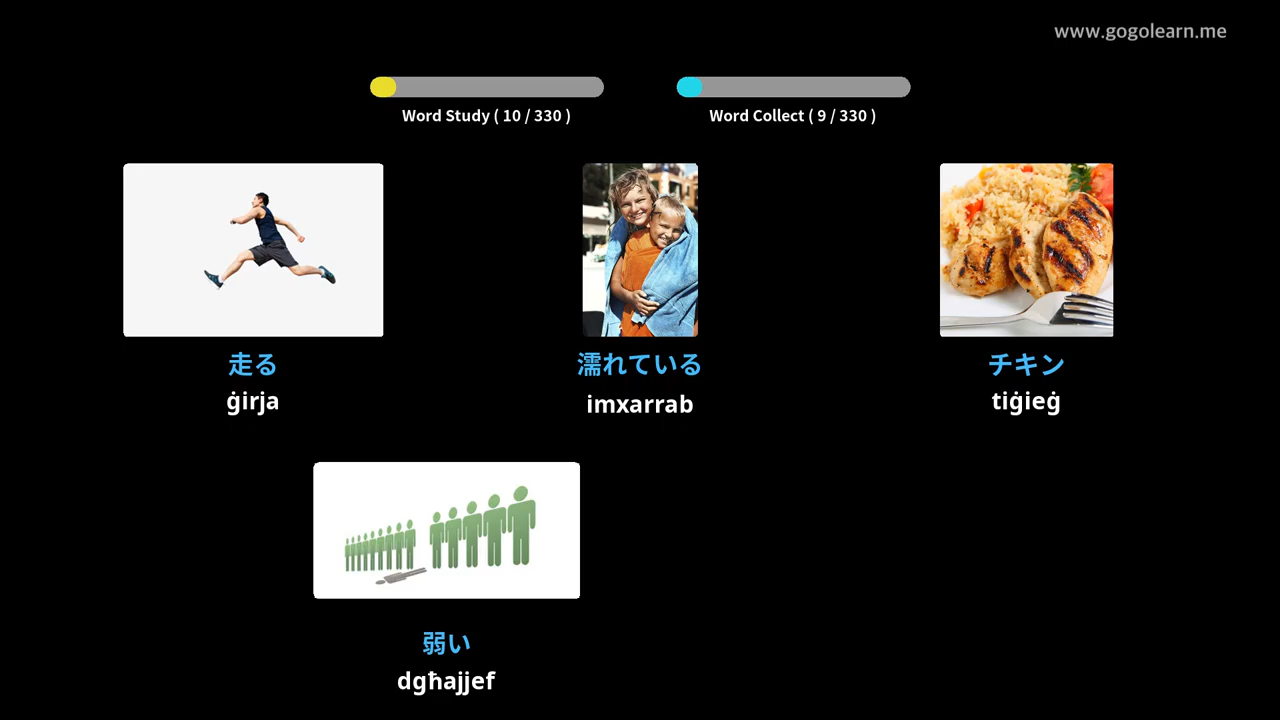 www.gogolearn.me
Word Study ( 10 / 330 )
Word Collect ( 9 / 330 )
走る
ġirja
濡れている
imxarrab
チキン
tiġieġ
弱い
dgħajjef